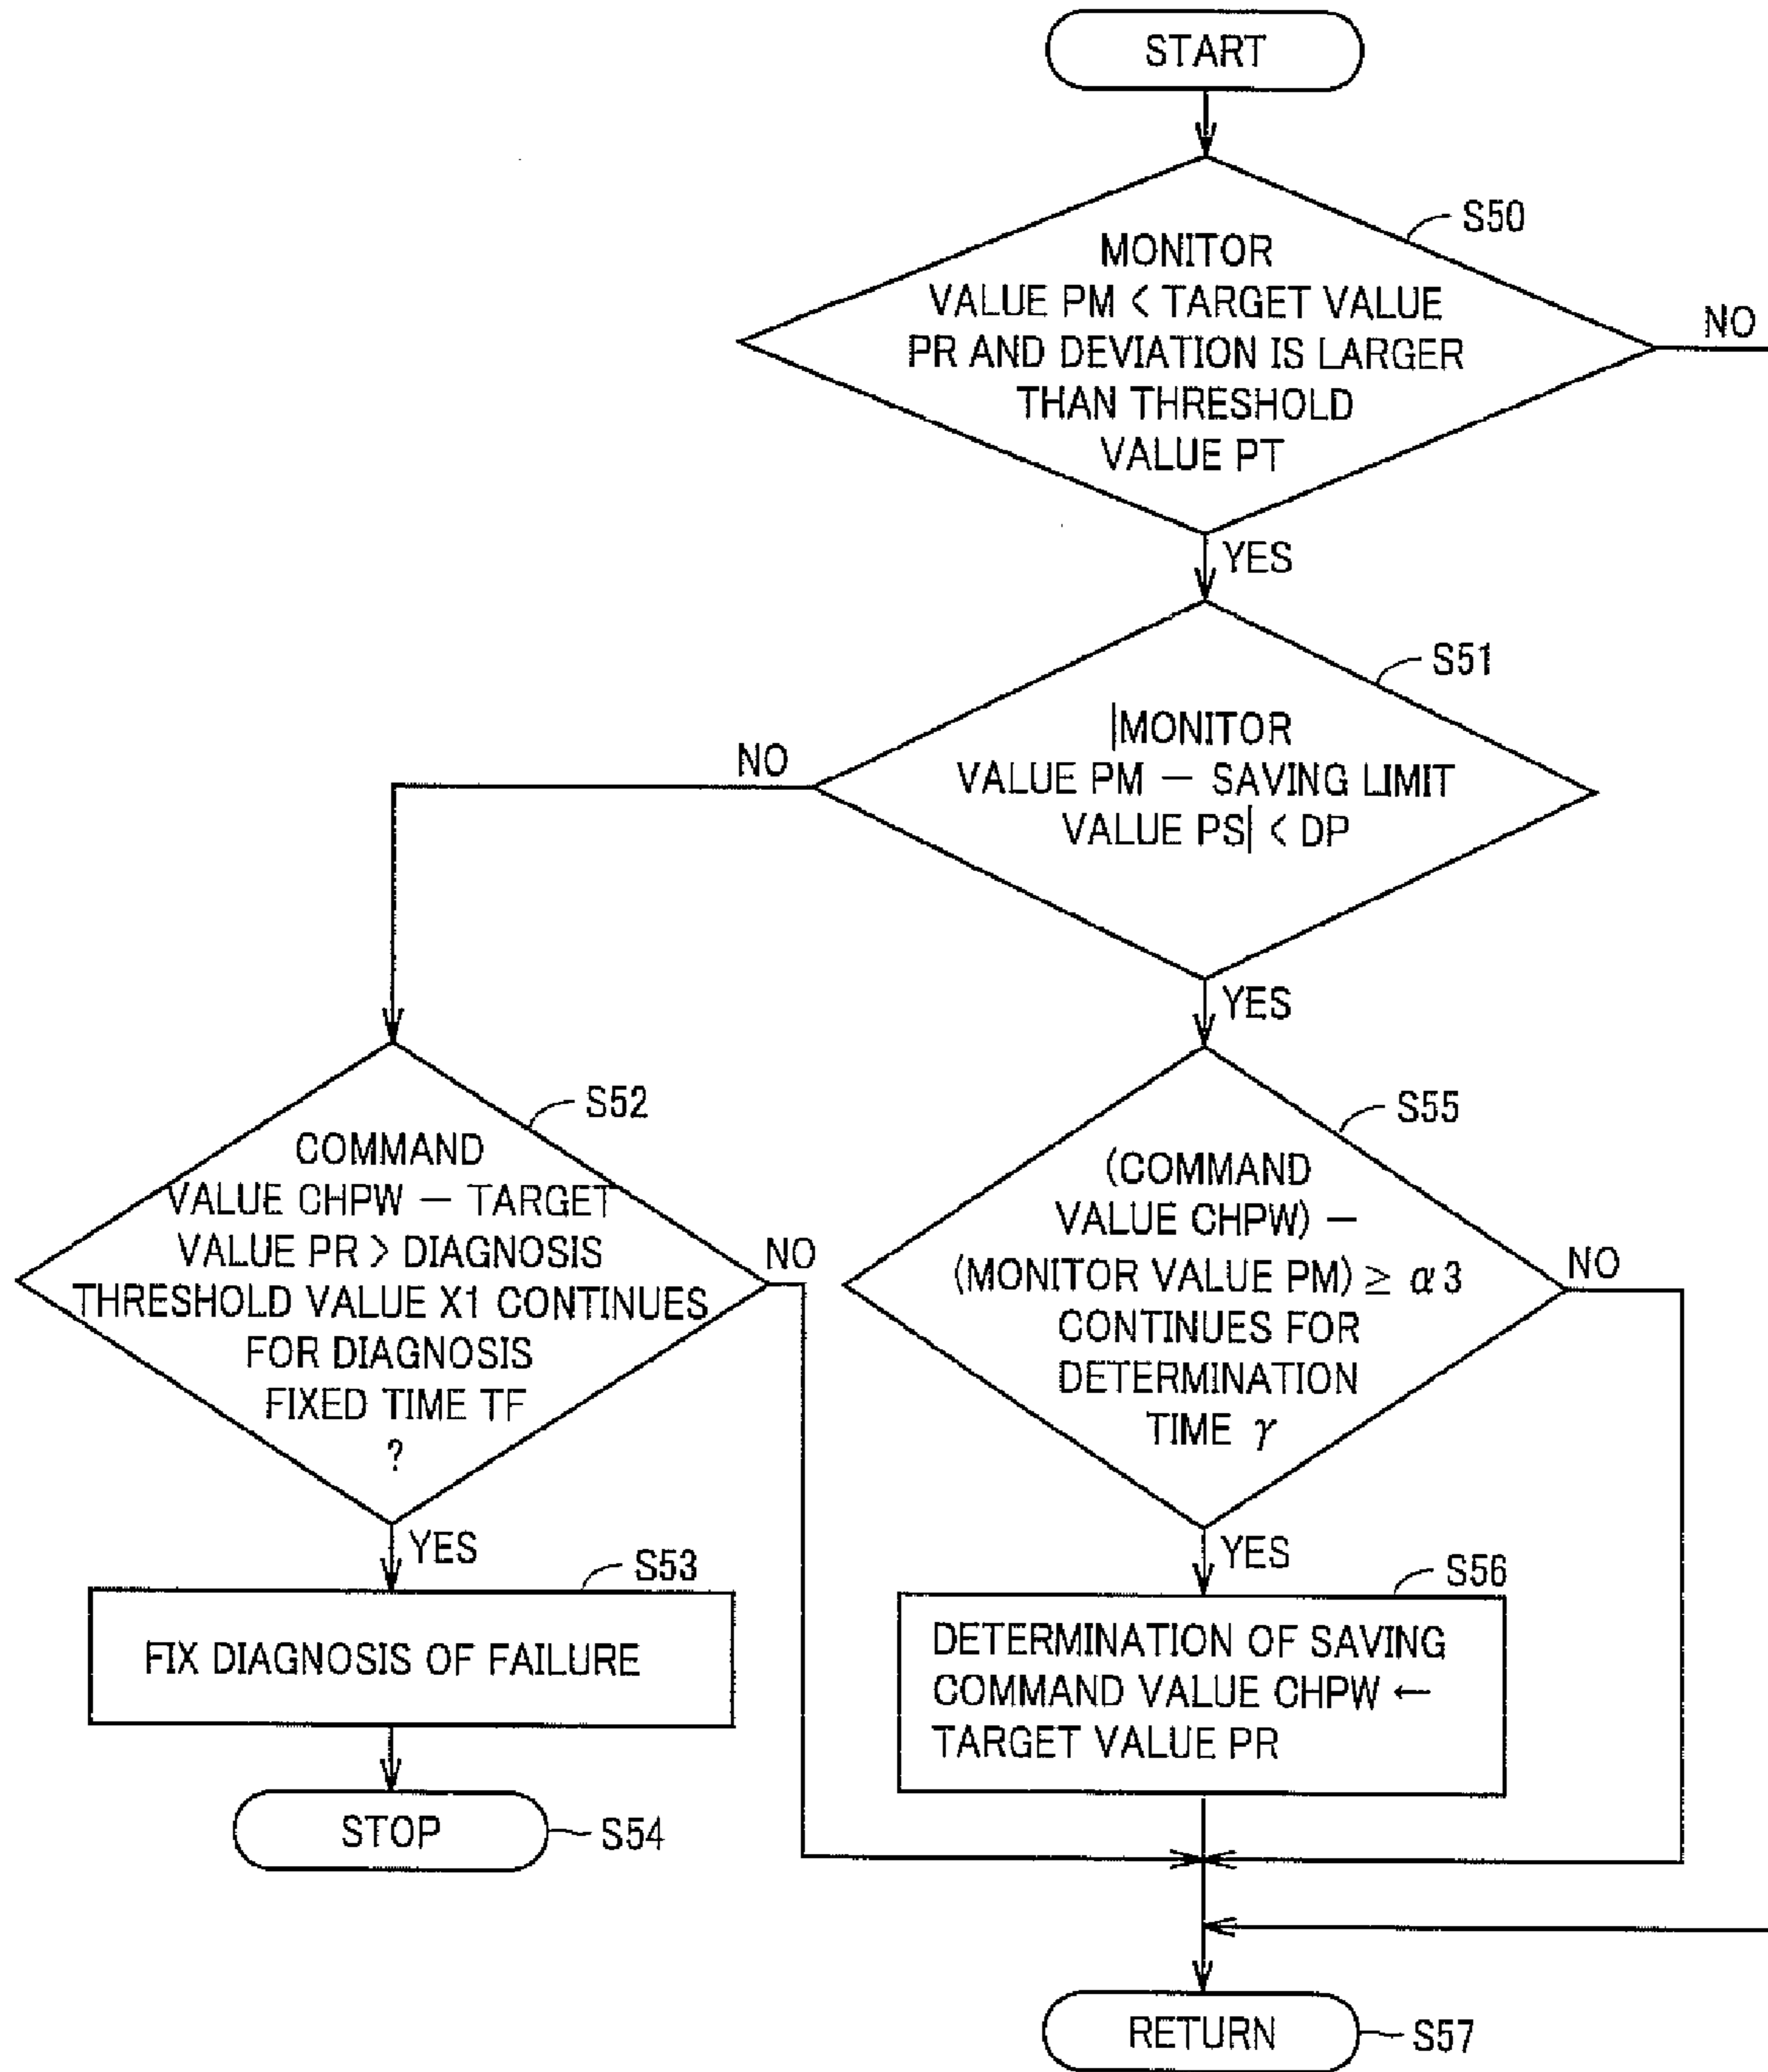 START
S50
MONITOR
VALUE PM < TARGET VALUE
PR AND DEVIATION IS LARGER
THAN THRESHOLD
VALUE PT
NO
YES
S51
|MONITOR
VALUE PM — SAVING LIMIT
VALUE PS| < DP
NO
YES
S52
COMMAND
VALUE CHPW — TARGET
VALUE PR > DIAGNOSIS
THRESHOLD VALUE X1 CONTINUES
FOR DIAGNOSIS
FIXED TIME TF
?
NO
YES
S55
(COMMAND
VALUE CHPW) —
(MONITOR VALUE PM) ≥ α3
CONTINUES FOR
DETERMINATION
TIME γ
NO
YES
S53
FIX DIAGNOSIS OF FAILURE
S56
DETERMINATION OF SAVING
COMMAND VALUE CHPW ←
TARGET VALUE PR
STOP
S54
RETURN
S57